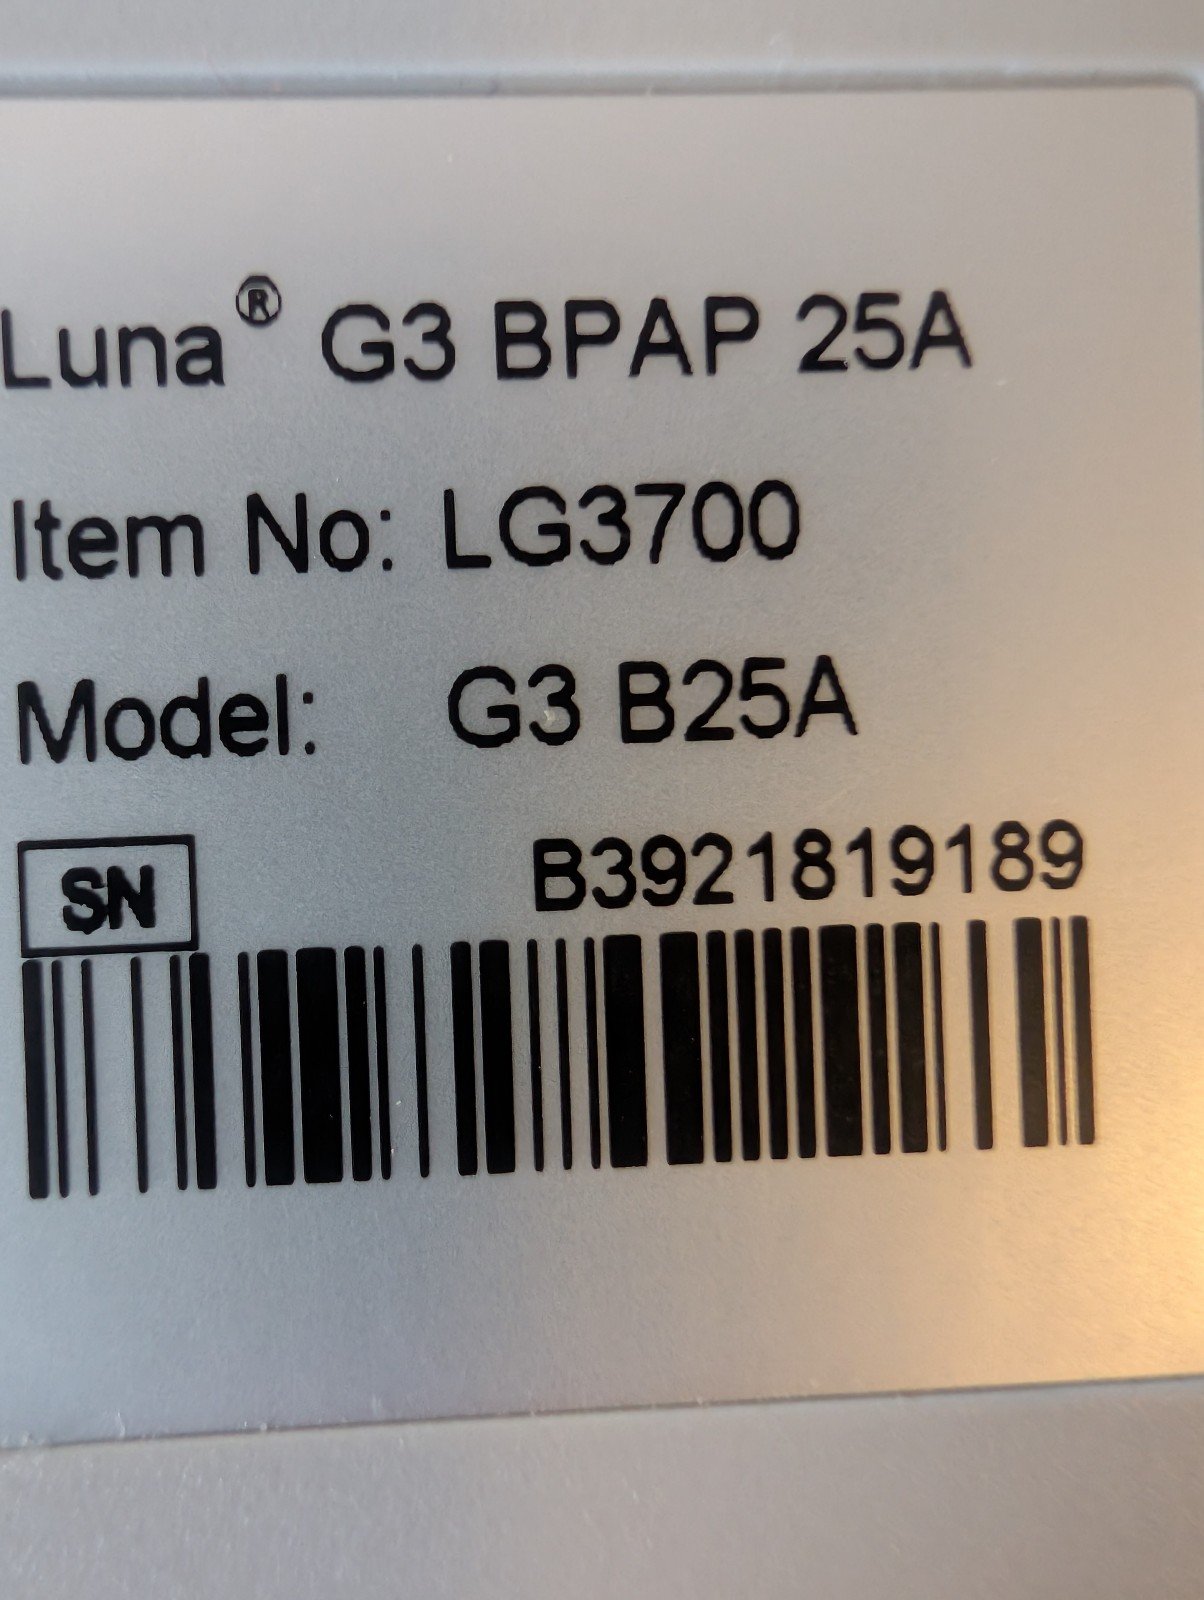 Luna® G3 BPAP 25A
Item No: LG3700
Model: G3 B25A
SN B3921819189